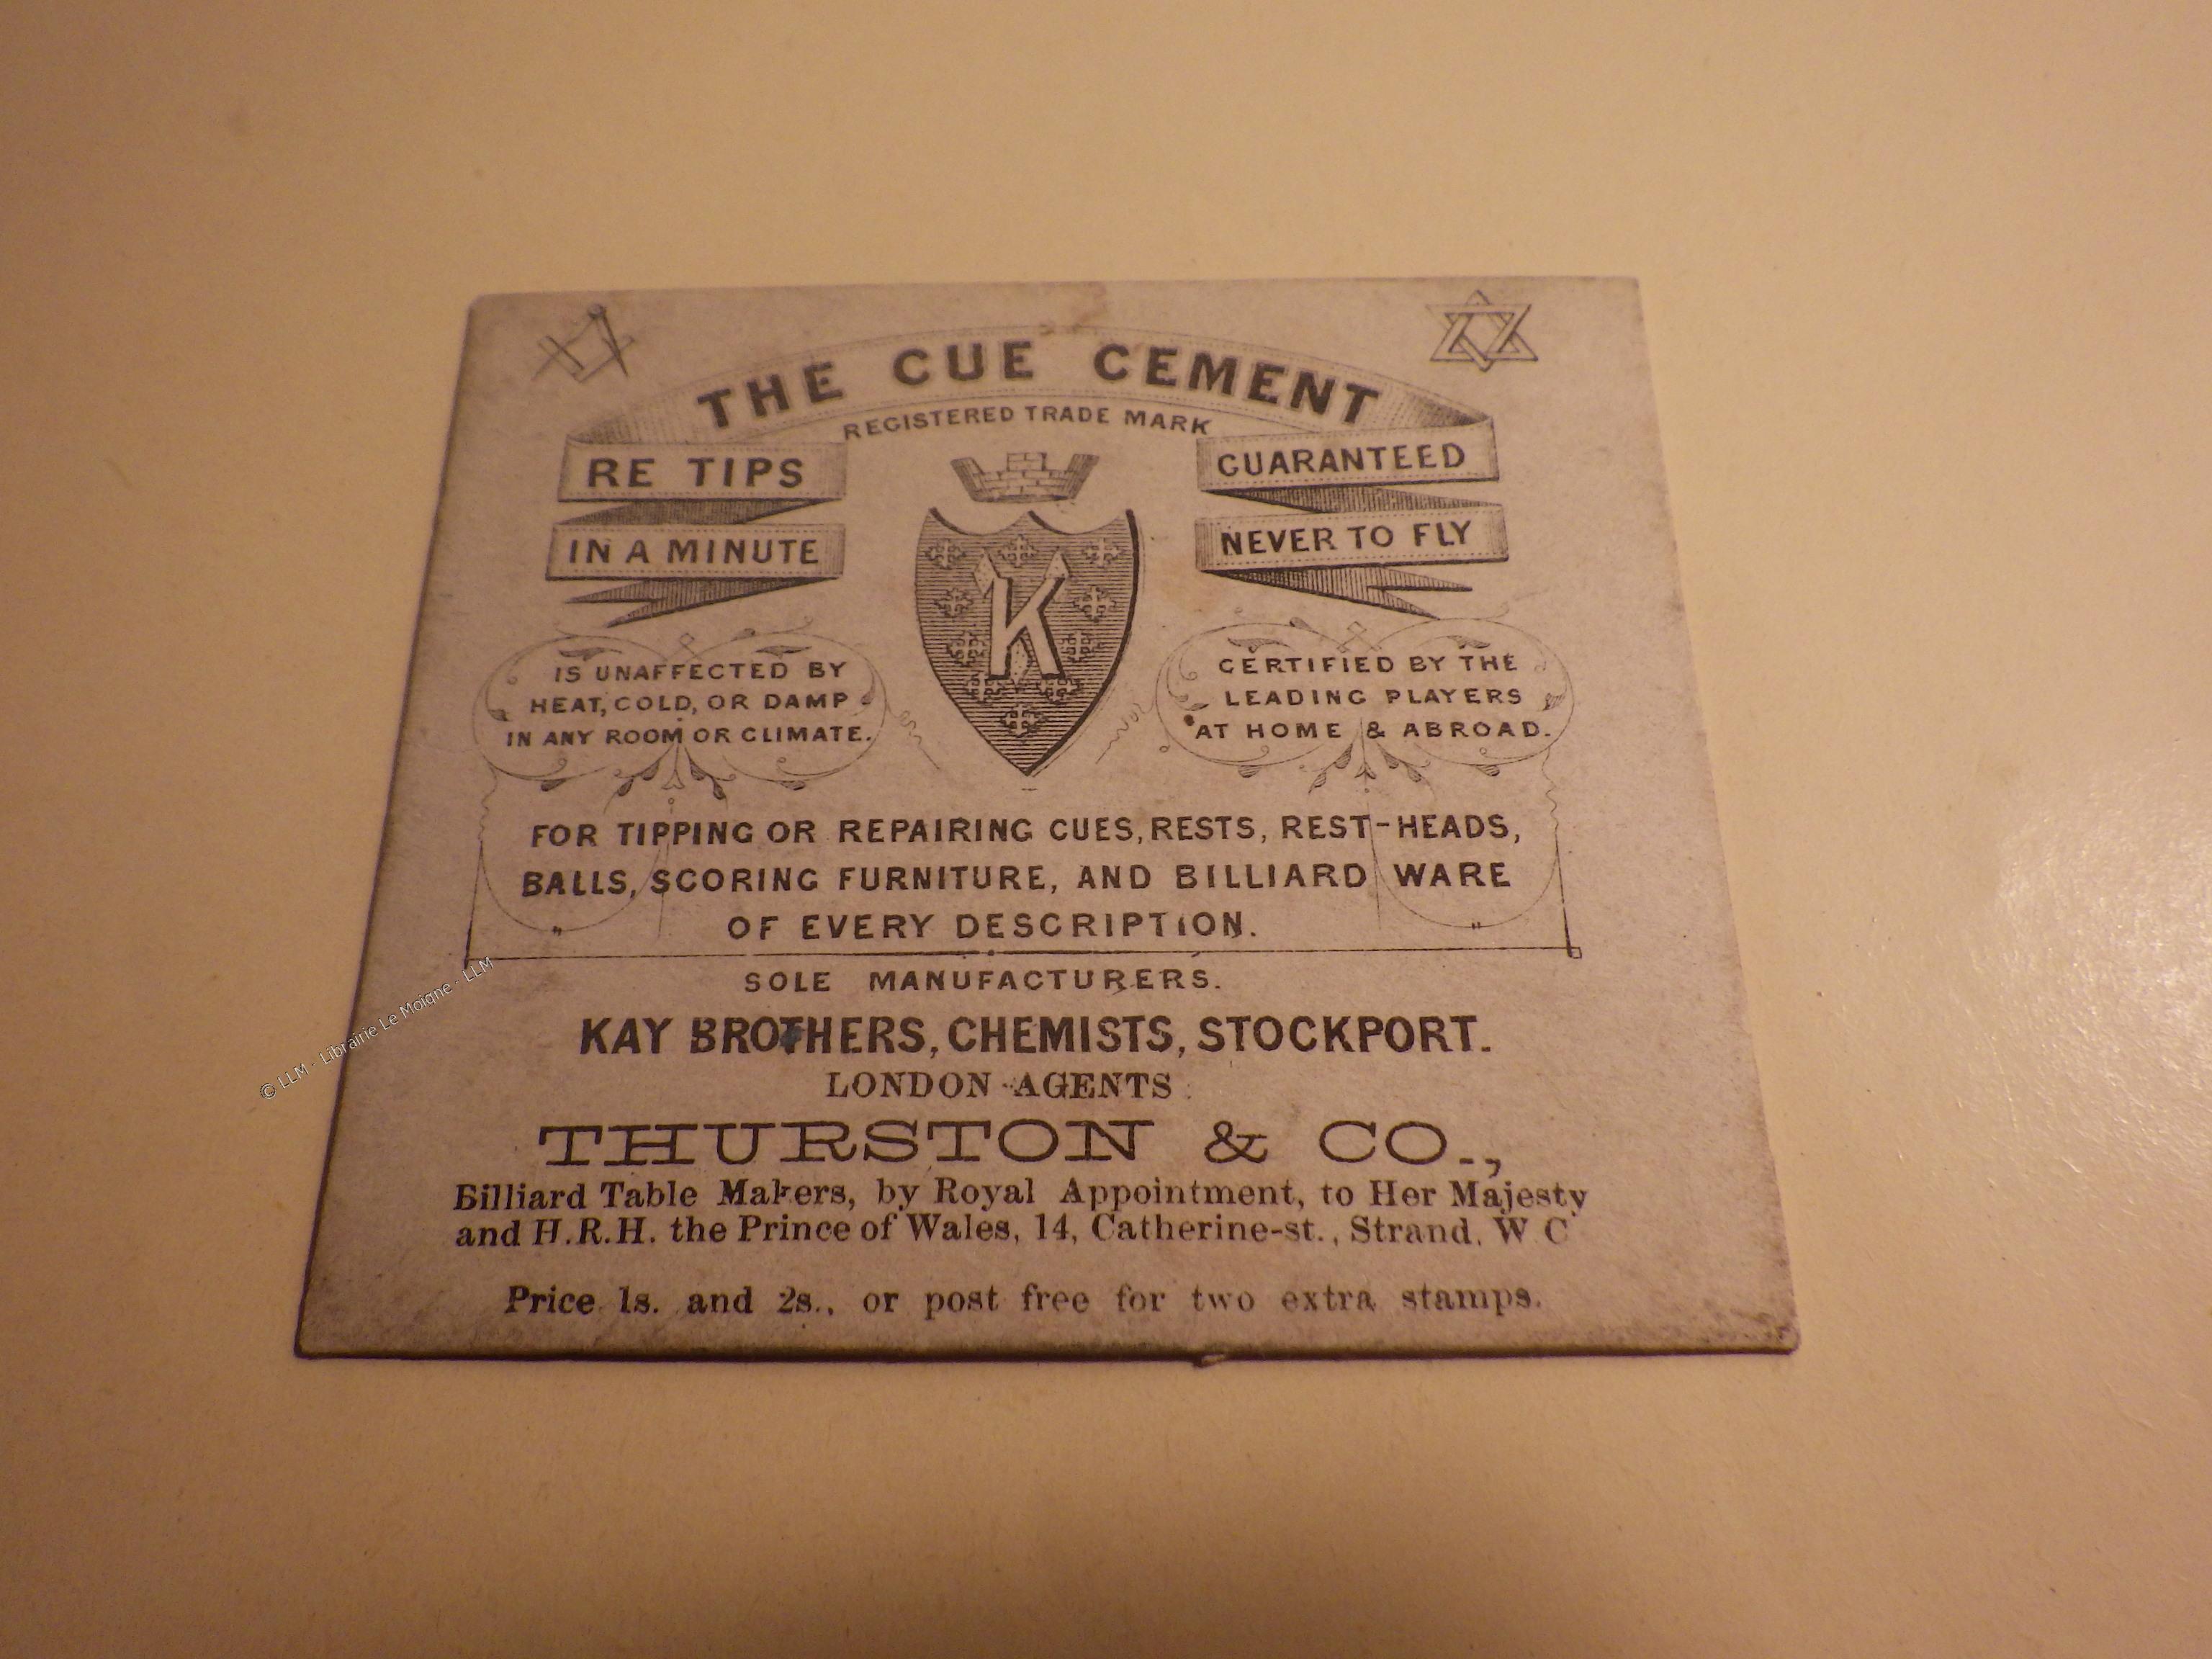 THE CUE CEMENT
REGISTERED TRADE MARK
RE TIPS
IN A MINUTE
GUARANTEED
NEVER TO FLY
K
IS UNAFFECTED BY
HEAT, COLD, OR DAMP
IN ANY ROOM OR CLIMATE.
CERTIFIED BY THE
LEADING PLAYERS
AT HOME & ABROAD.
FOR TIPPING OR REPAIRING CUES, RESTS, REST-HEADS,
BALLS, SCORING FURNITURE, AND BILLIARD WARE
OF EVERY DESCRIPTION.
SOLE MANUFACTURERS.
KAY BROTHERS, CHEMISTS, STOCKPORT.
LONDON AGENTS
THURSTON & CO.,
Billiard Table Makers, by Royal Appointment, to Her Majesty
and H.R.H. the Prince of Wales, 14, Catherine-st., Strand, W C
Price 1s. and 2s., or post free for two extra stamps.
© LLM - Librairie Le Moigne - LLM